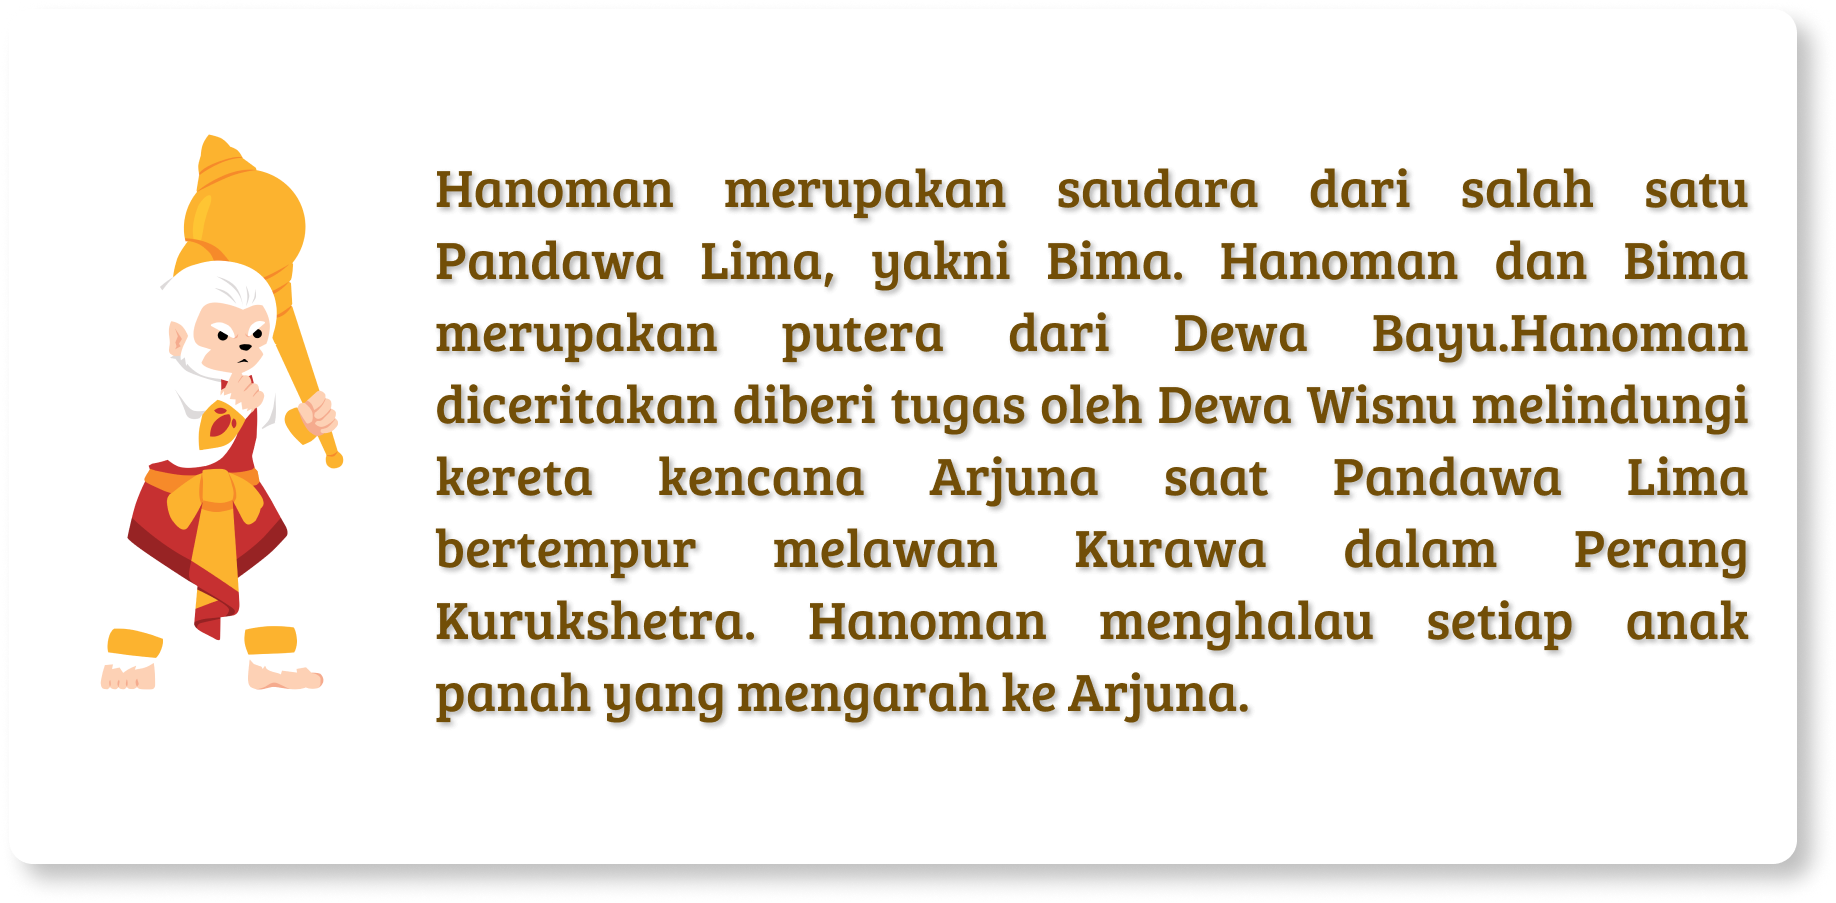 Hanoman merupakan saudara dari salah satu
Pandawa Lima, yakni Bima. Hanoman dan Bima
merupakan putera dari Dewa Bayu.Hanoman
diceritakan diberi tugas oleh Dewa Wisnu melindungi
kereta kencana Arjuna saat Pandawa Lima
bertempur melawan Kurawa dalam Perang
Kurukshetra. Hanoman menghalau setiap anak
panah yang mengarah ke Arjuna.